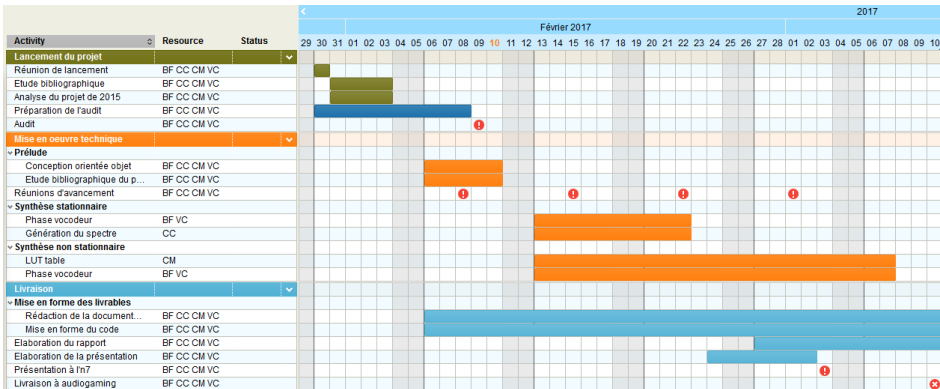 2017
Février 2017
Activity Resource Status 29 30 31 01 02 03 04 05 06 07 08 09 10 11 12 13 14 15 16 17 18 19 20 21 22 23 24 25 26 27 28 01 02 03 04 05 06 07 08 09 10
Lancement du projet
Réunion de lancement BF CC CM VC
Etude bibliographique BF CC CM VC
Analyse du projet de 2015 BF CC CM VC
Préparation de l'audit BF CC CM VC
Audit BF CC CM VC
Mise en oeuvre technique
Prélude
Conception orientée objet BF CC CM VC
Etude bibliographique du p... BF CC CM VC
Réunions d'avancement BF CC CM VC
Synthèse stationnaire
Phase vocodeur BF VC
Génération du spectre CC
Synthèse non stationnaire
LUT table CM
Phase vocodeur BF VC
Livraison
Mise en forme des livrables
Rédaction de la document... BF CC CM VC
Mise en forme du code BF CC CM VC
Elaboration du rapport BF CC CM VC
Elaboration de la présentation BF CC CM VC
Présentation à l'n7 BF CC CM VC
Livraison à audiogaming BF CC CM VC